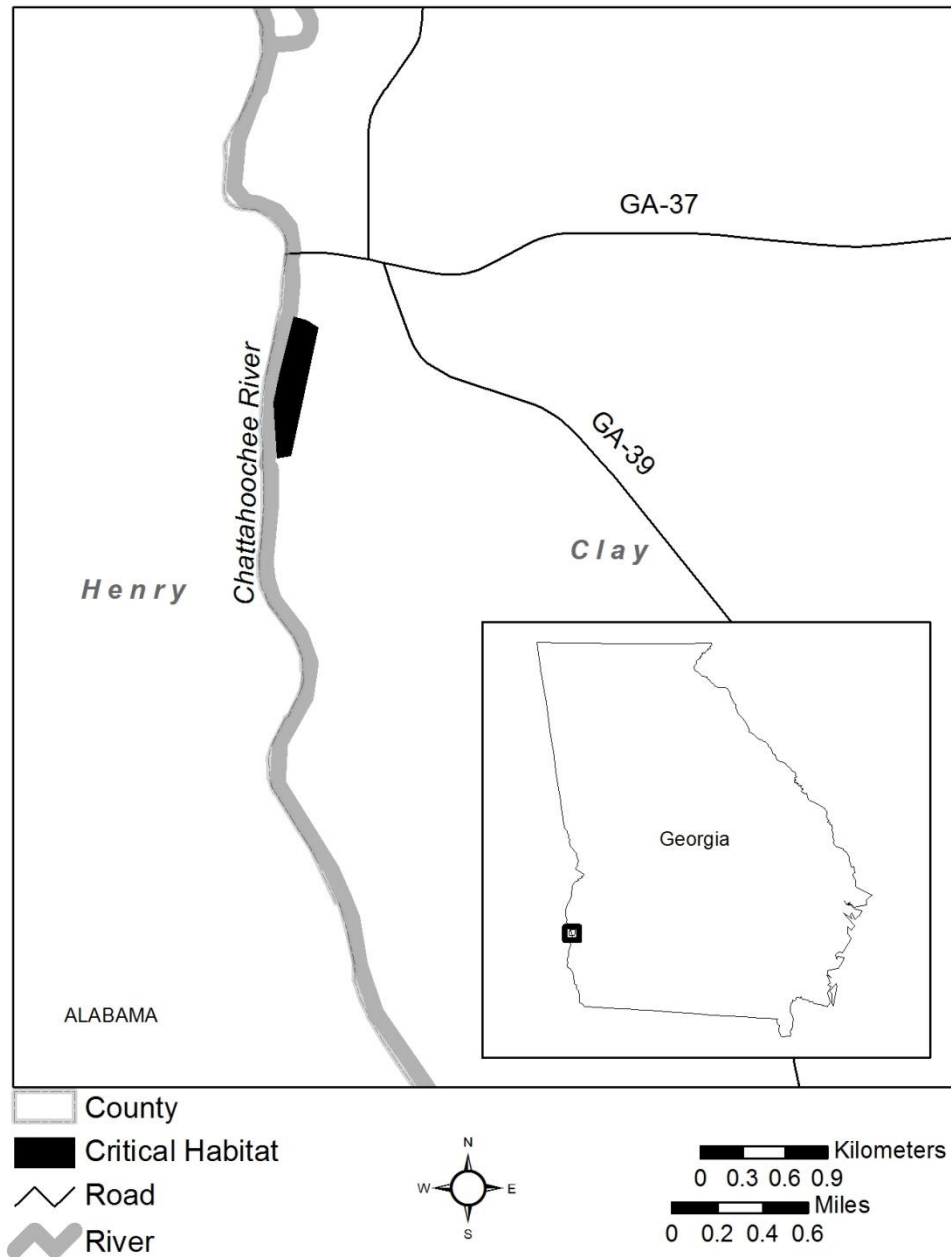 GA-37
Chattahoochee River
GA-39
Clay
Henry
Georgia
ALABAMA
County
Critical Habitat
Road
River
N
W E
S
Kilometers
0 0.3 0.6 0.9
Miles
0 0.2 0.4 0.6